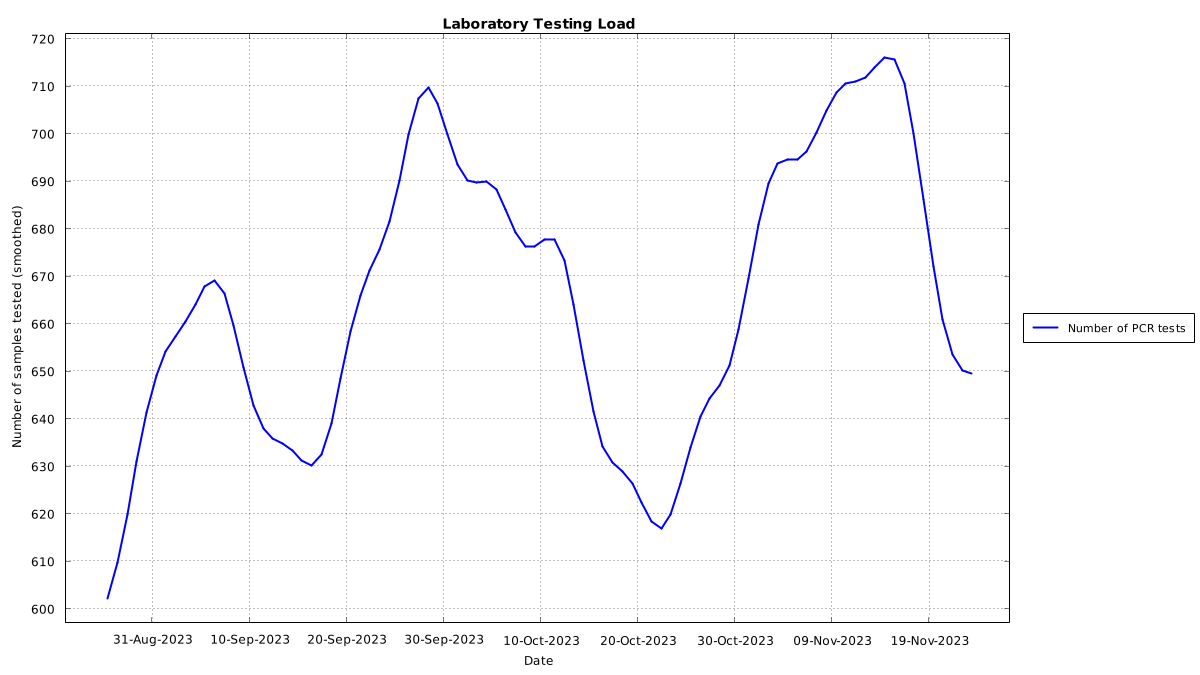 Laboratory Testing Load
720
710
700
690
680
670
660
650
640
630
620
610
600
Number of samples tested (smoothed)
31-Aug-2023 10-Sep-2023 20-Sep-2023 30-Sep-2023 10-Oct-2023 20-Oct-2023 30-Oct-2023 09-Nov-2023 19-Nov-2023
Date
Number of PCR tests